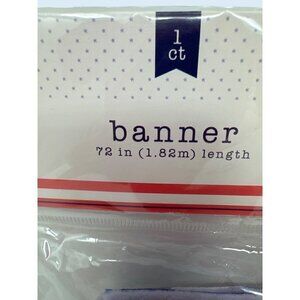 1
ct
banner
72 in (1.82m) length